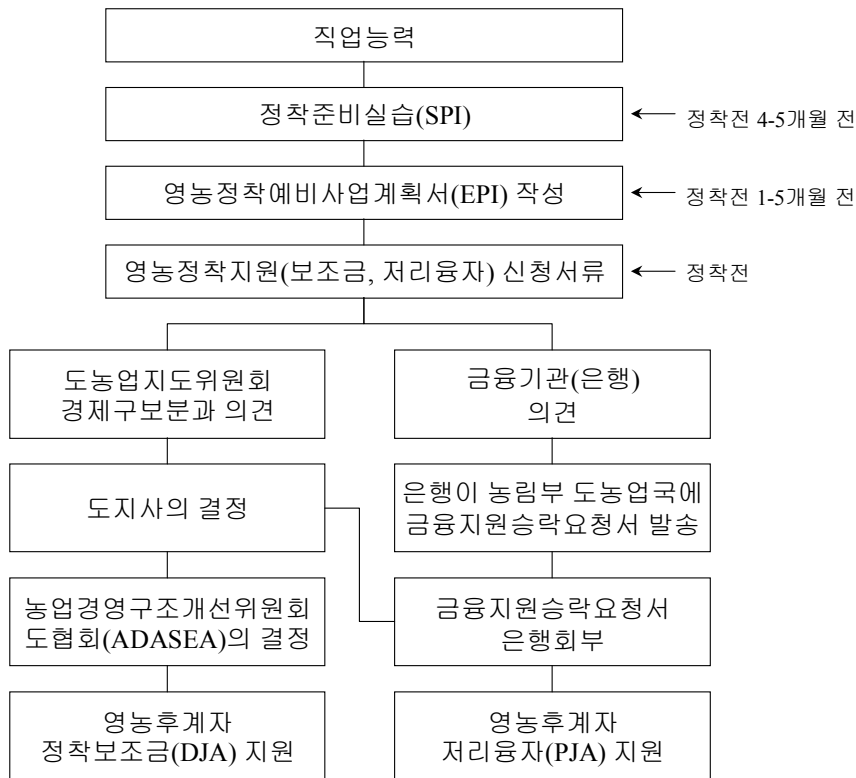 직업능력
정착준비실습(SPI)
정착전 4-5개월 전
영농정착예비사업계획서(EPI) 작성
정착전 1-5개월 전
영농정착지원(보조금, 저리융자) 신청서류
정착전
도농업지도위원회
경제구보분과 의견
금융기관(은행)
의견
도지사의 결정
은행이 농림부 도농업국에
금융지원승락요청서 발송
농업경영구조개선위원회
도협회(ADASEA)의 결정
금융지원승락요청서
은행회부
영농후계자
정착보조금(DJA) 지원
영농후계자
저리융자(PJA) 지원